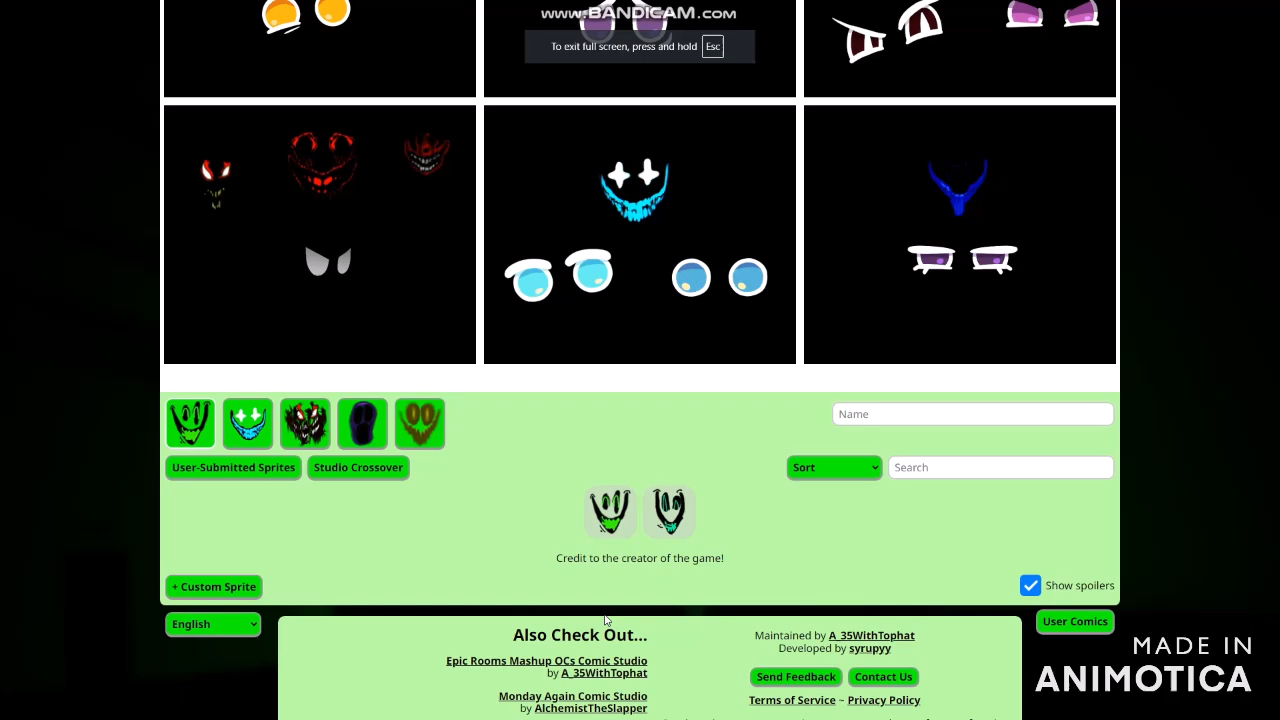 www.BANDICAM.com
To exit full screen, press and hold Esc
Name
User-Submitted Sprites
Studio Crossover
Sort
Search
Credit to the creator of the game!
+ Custom Sprite
Show spoilers
English
User Comics
Also Check Out...
Epic Rooms Mashup OCs Comic Studio
by A_35WithTophat
Monday Again Comic Studio
by AlchemistTheSlapper
Maintained by A_35WithTophat
Developed by syrupyy
Send Feedback
Contact Us
Terms of Service ~ Privacy Policy
MADE IN
ANIMOTICA